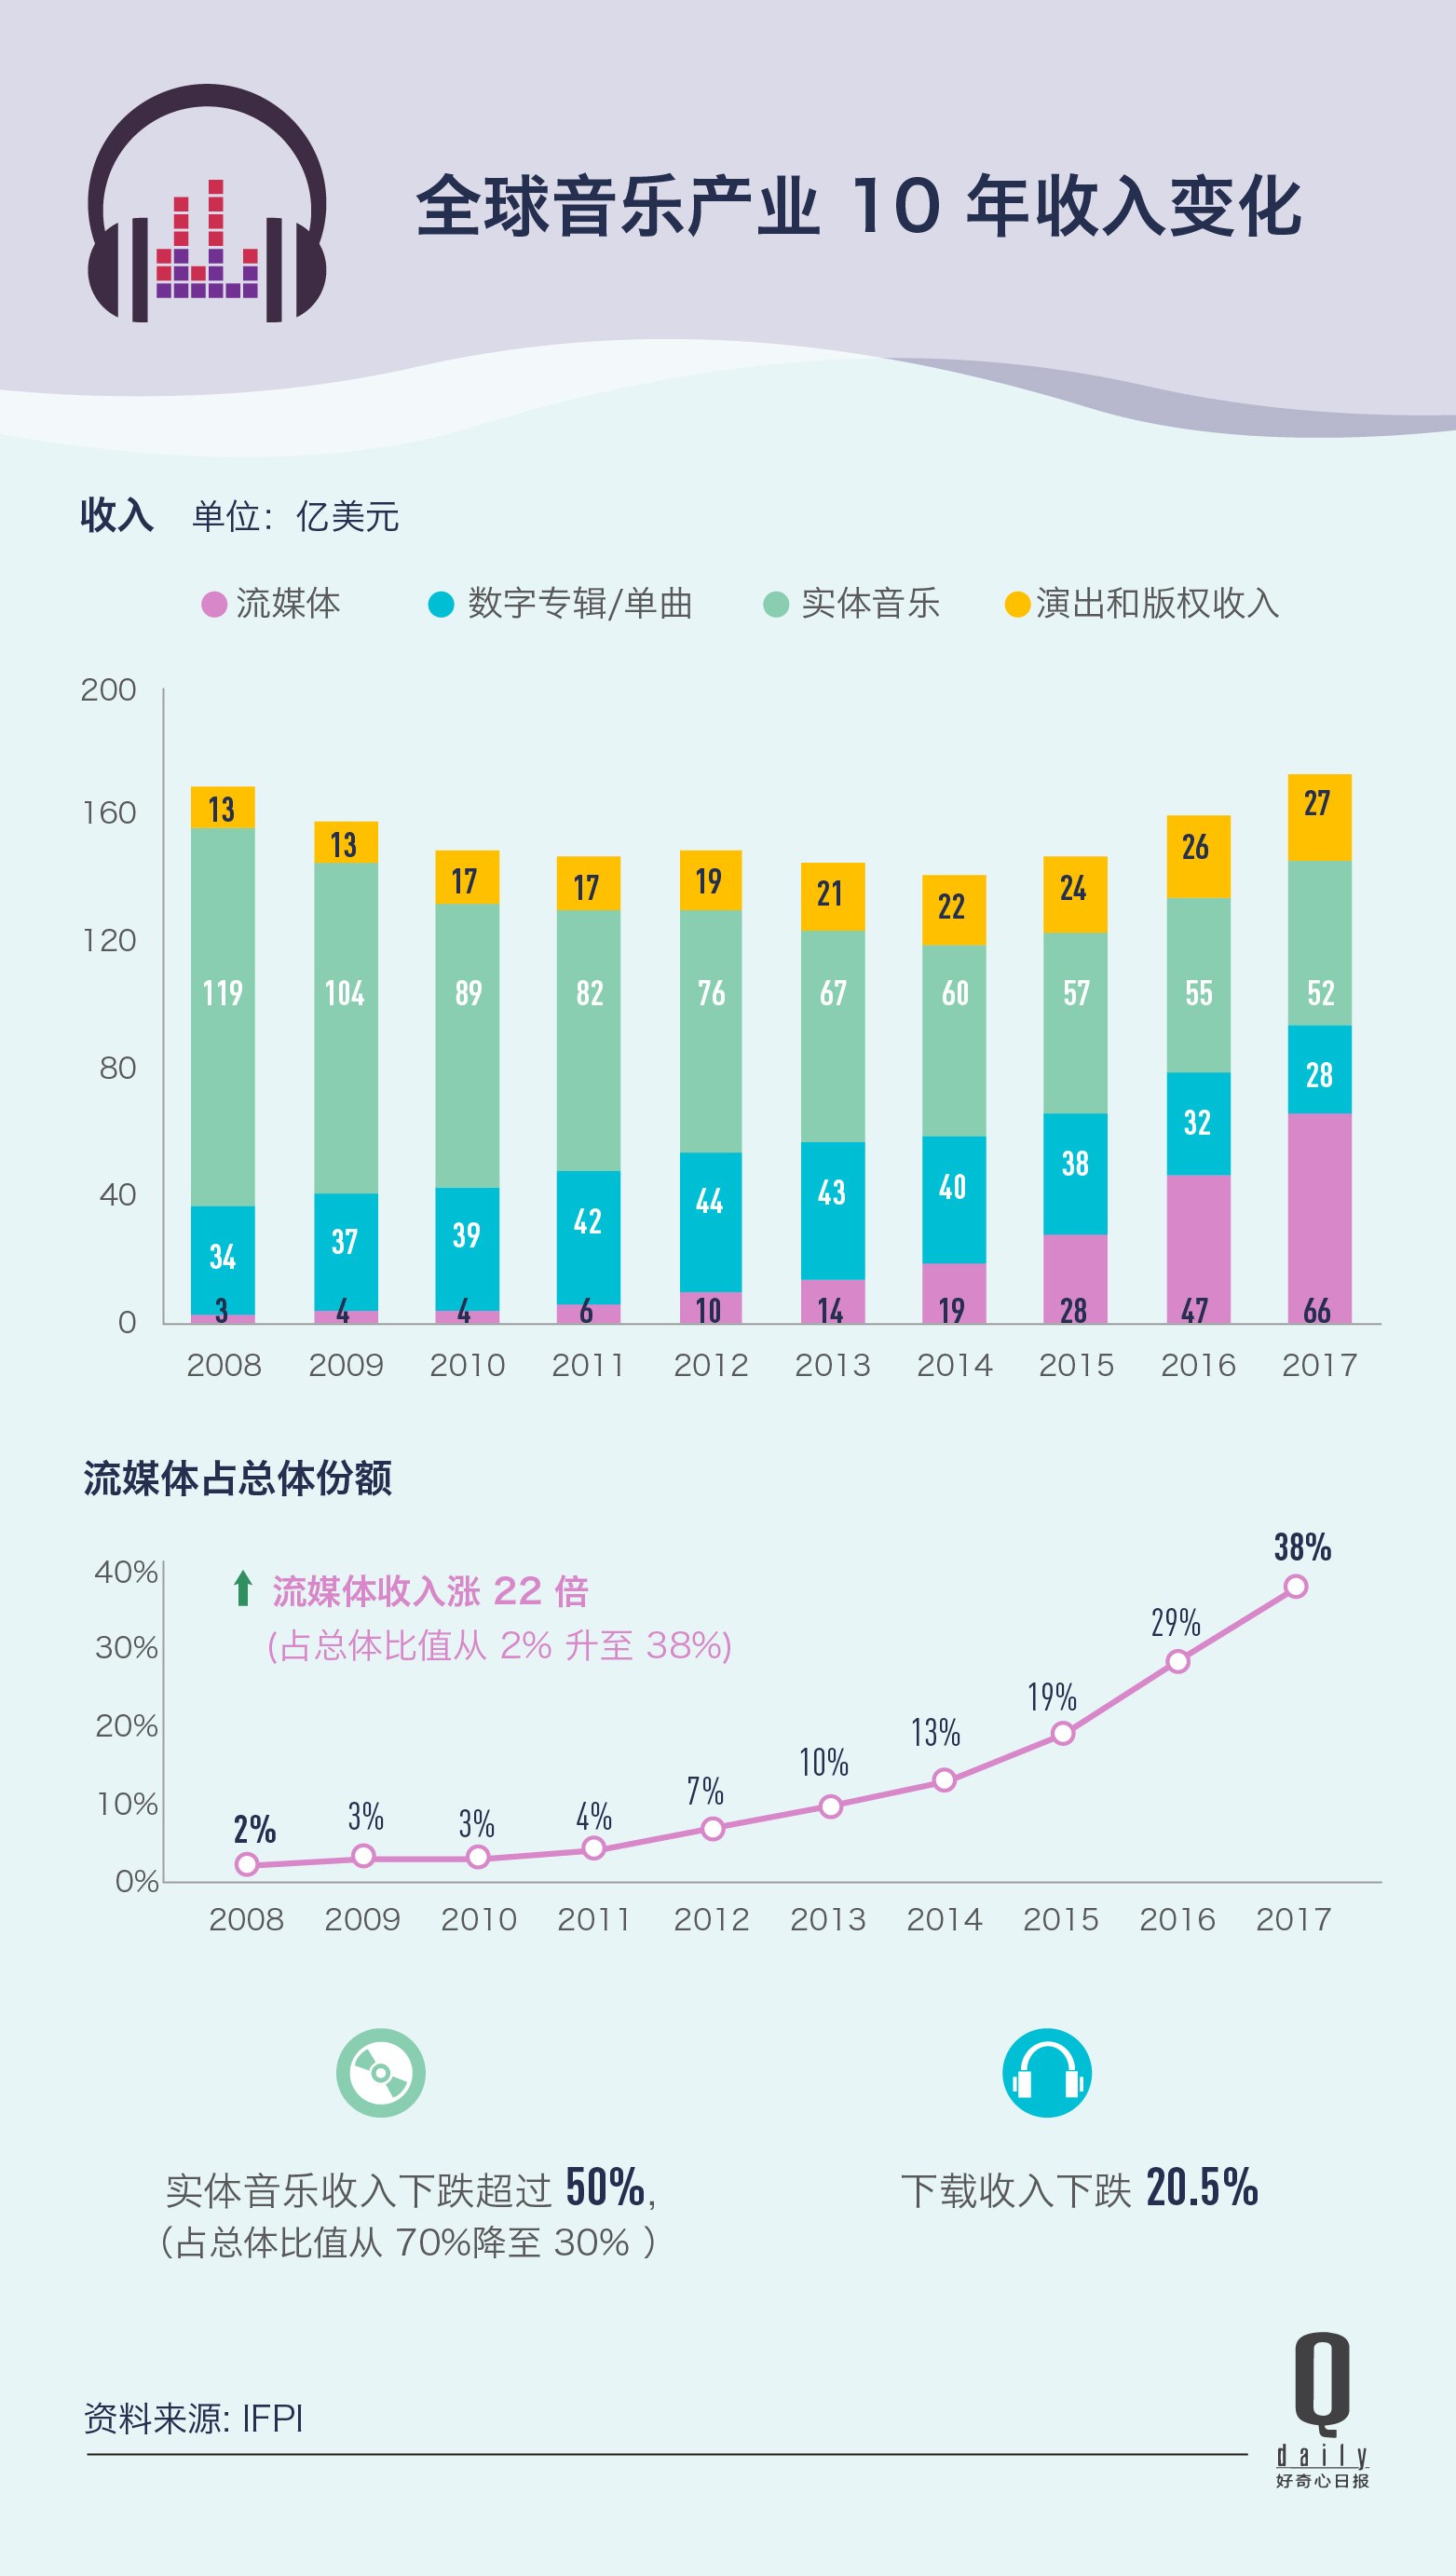 全球音乐产业 10 年收入变化
收入 单位：亿美元
流媒体 数字专辑/单曲 实体音乐 演出和版权收入
200
160
120
80
40
0
13 13 17 17 19 21 22 24 26 27
119 104 89 82 76 67 60 57 55 52
34 37 39 42 44 43 40 38 32 28
3 4 4 6 10 14 19 28 47 66
2008 2009 2010 2011 2012 2013 2014 2015 2016 2017
流媒体占总体份额
40%
30%
20%
10%
0%
流媒体收入涨 22 倍
(占总体比值从 2% 升至 38%)
2% 3% 3% 4% 7% 10% 13% 19% 29% 38%
2008 2009 2010 2011 2012 2013 2014 2015 2016 2017
实体音乐收入下跌超过 50%,
（占总体比值从 70%降至 30% ）
下载收入下跌 20.5%
资料来源: IFPI
Q
daily
好奇心日报